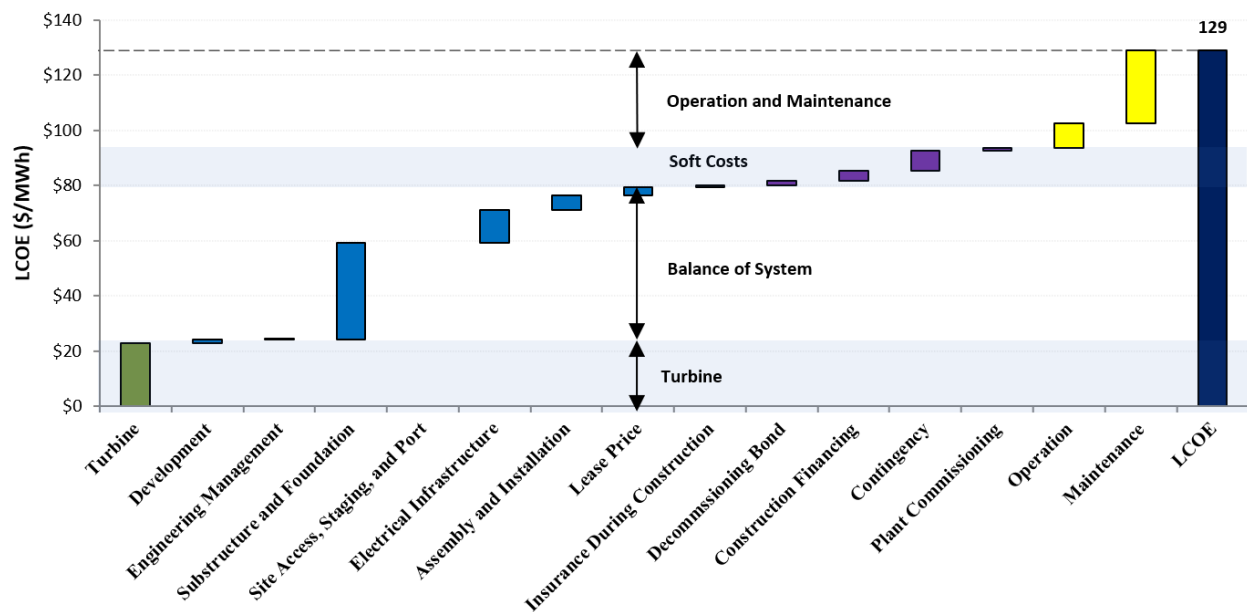 $140
$120
$100
$80
$60
$40
$20
$0
LCOE ($/MWh)
129
Operation and Maintenance
Soft Costs
Balance of System
Turbine
Turbine
Development
Engineering Management
Substructure and Foundation
Site Access, Staging, and Port
Electrical Infrastructure
Assembly and Installation
Lease Price
Insurance During Construction
Decommssioning Bond
Construction Financing
Contingency
Plant Commissioning
Operation
Maintenance
LCOE